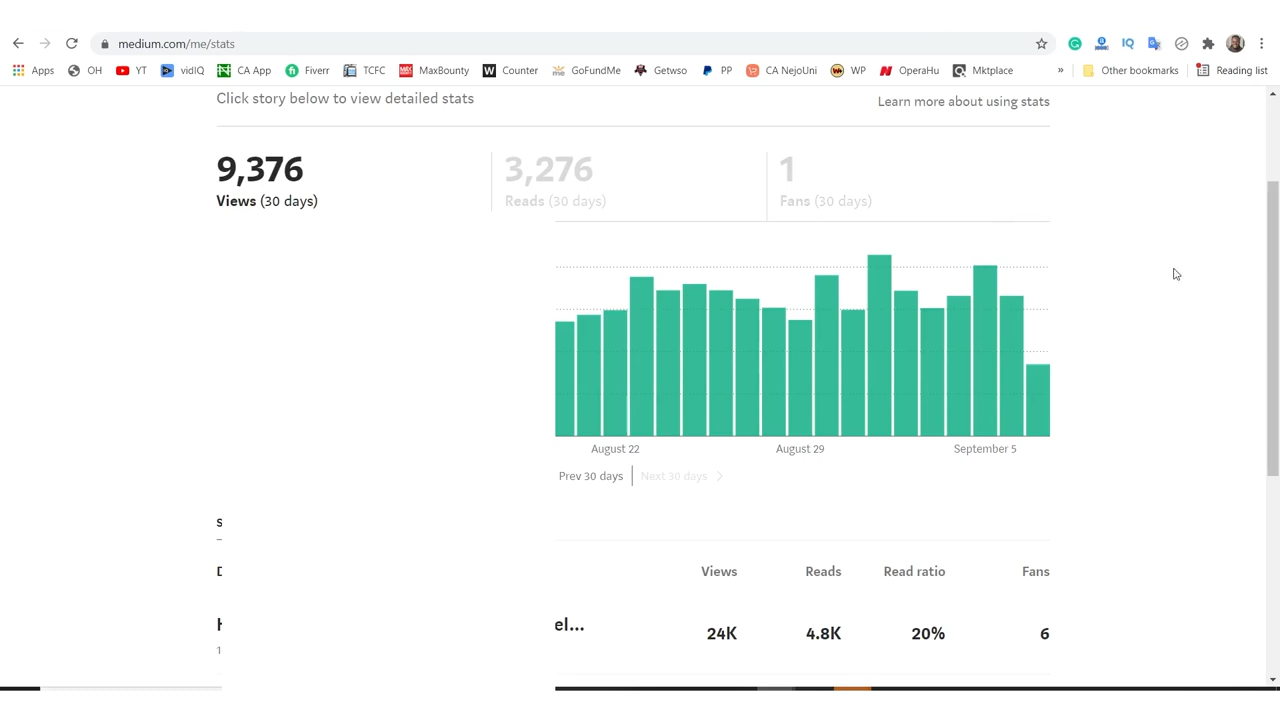 medium.com/me/stats
Apps OH YT vidIQ CA App Fiverr TCFC MaxBounty Counter GoFundMe Getwso PP CA NejoUni WP OperaHu Mktplace » Other bookmarks Reading list
Click story below to view detailed stats
Learn more about using stats
9,376 3,276 1
Views (30 days) Reads (30 days) Fans (30 days)
August 22 August 29 September 5
Prev 30 days Next 30 days
Views Reads Read ratio Fans
el... 24K 4.8K 20% 6